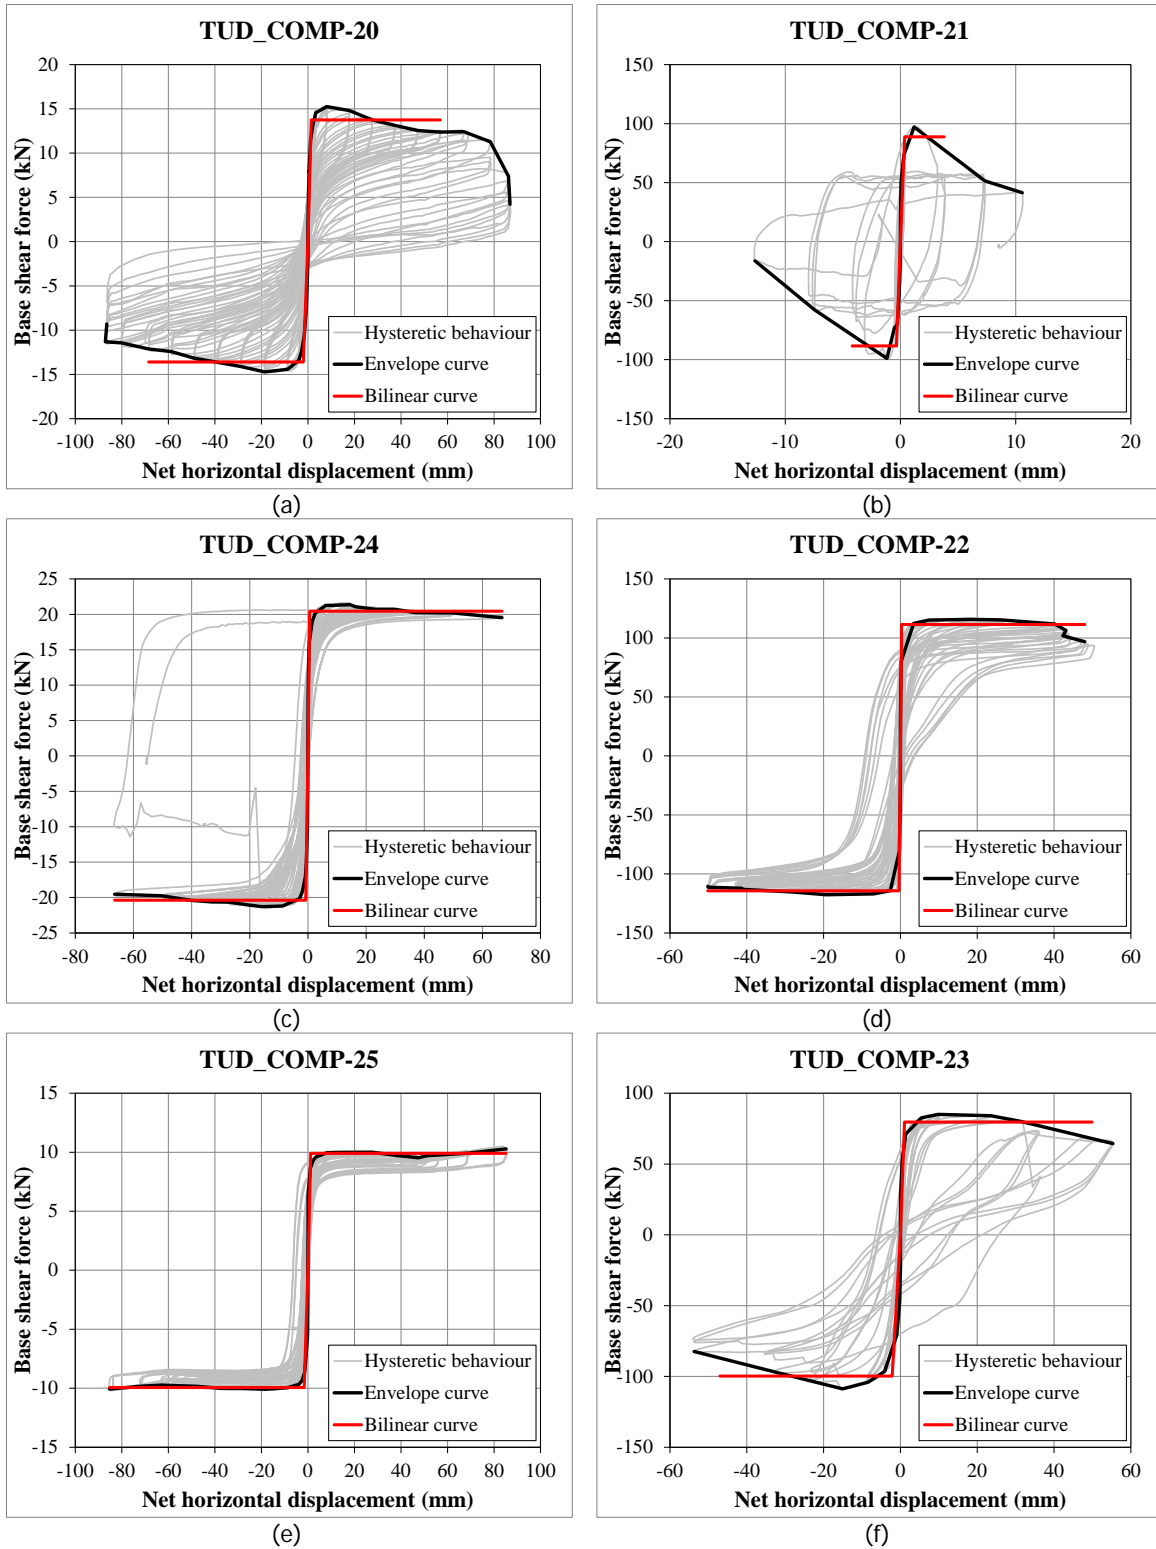 TUD_COMP-20
20
15
10
5
0
-5
-10
-15
-20
-100 -80 -60 -40 -20 0 20 40 60 80 100
Base shear force (kN)
Net horizontal displacement (mm)
Hysteretic behaviour
Envelope curve
Bilinear curve
(a)
TUD_COMP-21
150
100
50
0
-50
-100
-150
-20 -10 0 10 20
Base shear force (kN)
Net horizontal displacement (mm)
Hysteretic behaviour
Envelope curve
Bilinear curve
(b)
TUD_COMP-24
25
20
15
10
5
0
-5
-10
-15
-20
-25
-80 -60 -40 -20 0 20 40 60 80
Base shear force (kN)
Net horizontal displacement (mm)
Hysteretic behaviour
Envelope curve
Bilinear curve
(c)
TUD_COMP-22
150
100
50
0
-50
-100
-150
-60 -40 -20 0 20 40 60
Base shear force (kN)
Net horizontal displacement (mm)
Hysteretic behaviour
Envelope curve
Bilinear curve
(d)
TUD_COMP-25
15
10
5
0
-5
-10
-15
-100 -80 -60 -40 -20 0 20 40 60 80 100
Base shear force (kN)
Net horizontal displacement (mm)
Hysteretic behaviour
Envelope curve
Bilinear curve
(e)
TUD_COMP-23
100
50
0
-50
-100
-150
-60 -40 -20 0 20 40 60
Base shear force (kN)
Net horizontal displacement (mm)
Hysteretic behaviour
Envelope curve
Bilinear curve
(f)